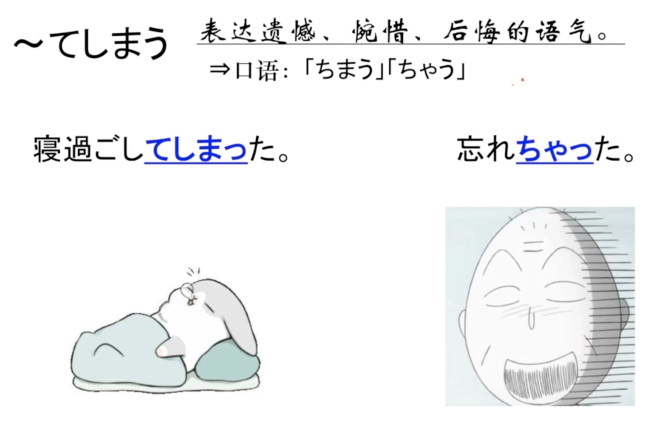 ～てしまう
表达遗憾、惋惜、后悔的语气。
⇒口语：「ちまう」「ちゃう」
寝過ごしてしまった。
忘れちゃった。